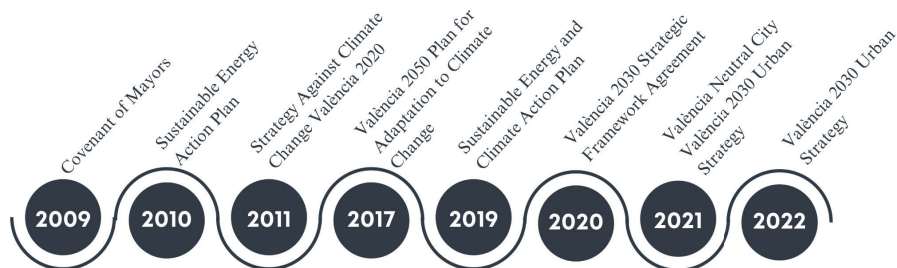 Covenant of Mayors
Sustainable Energy
Action Plan
Strategy Against Climate
Change València 2020
València 2050 Plan for
Adaptation to Climate
Change
Sustainable Energy and
Climate Action Plan
València 2030 Strategic
Framework Agreement
València Neutral City
València 2030 Urban
Strategy
València 2030 Urban
Strategy
2009
2010
2011
2017
2019
2020
2021
2022